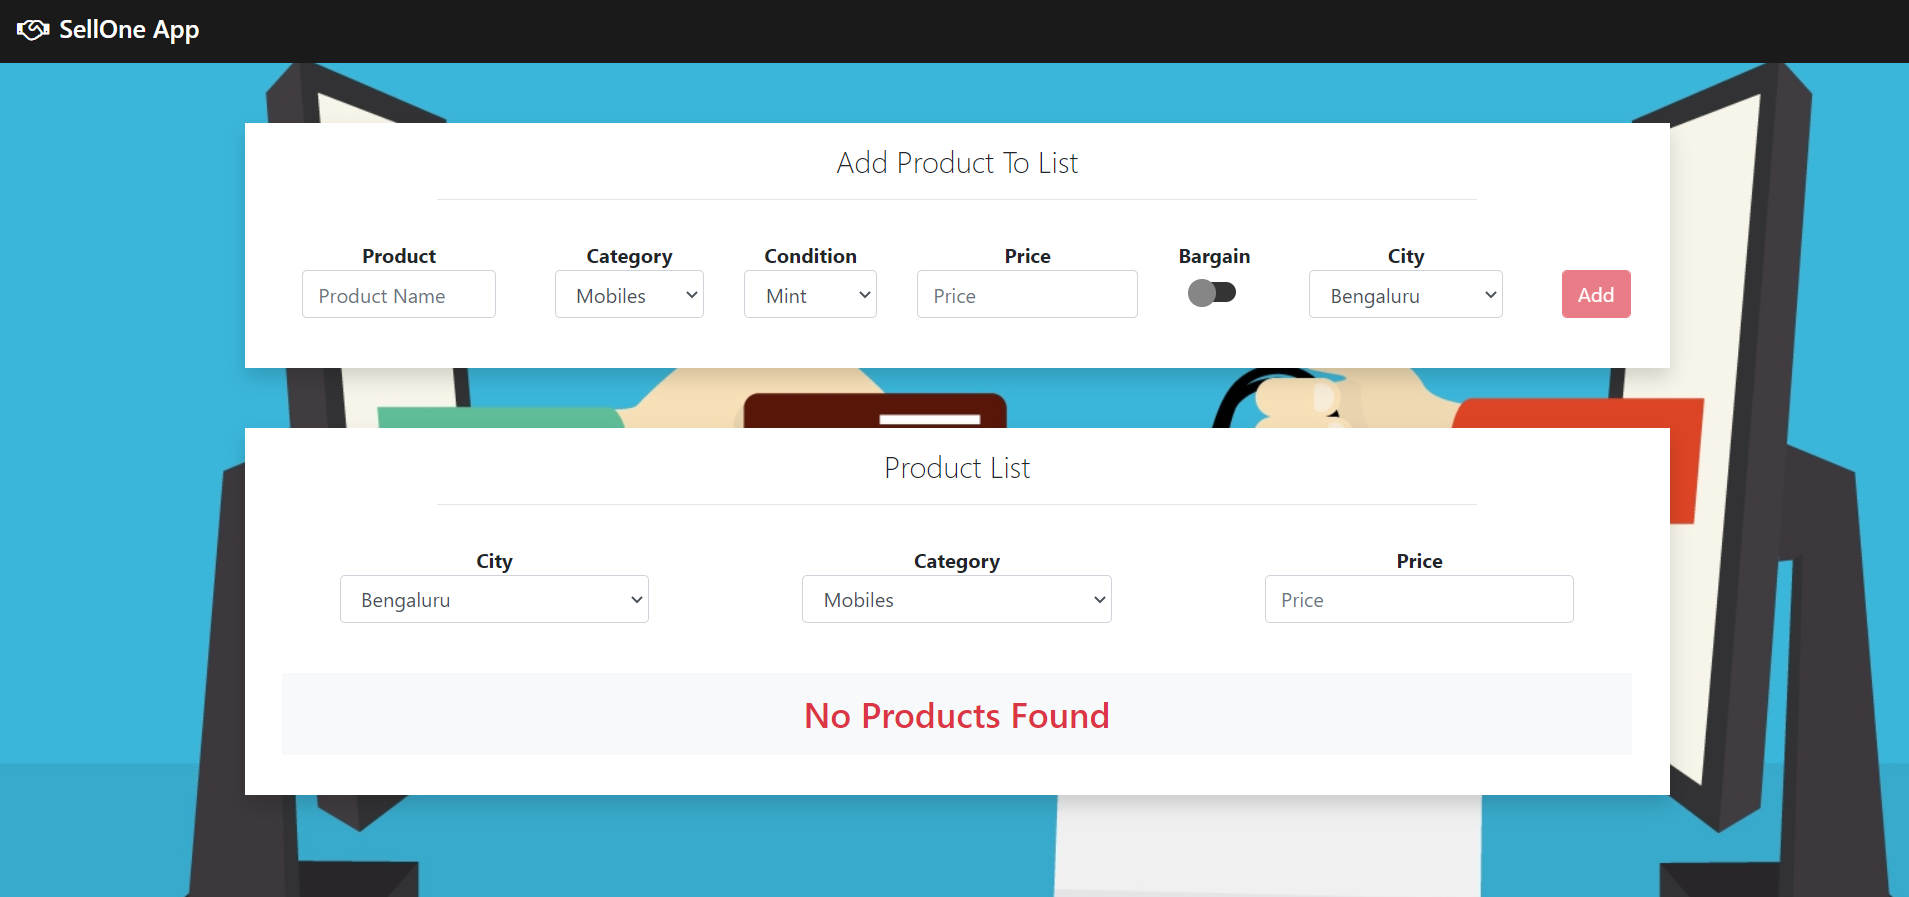 SellOne App
Add Product To List
Product Category Condition Price Bargain City
Product Name Mobiles Mint Price Bengaluru Add
Product List
City Category Price
Bengaluru Mobiles Price
No Products Found